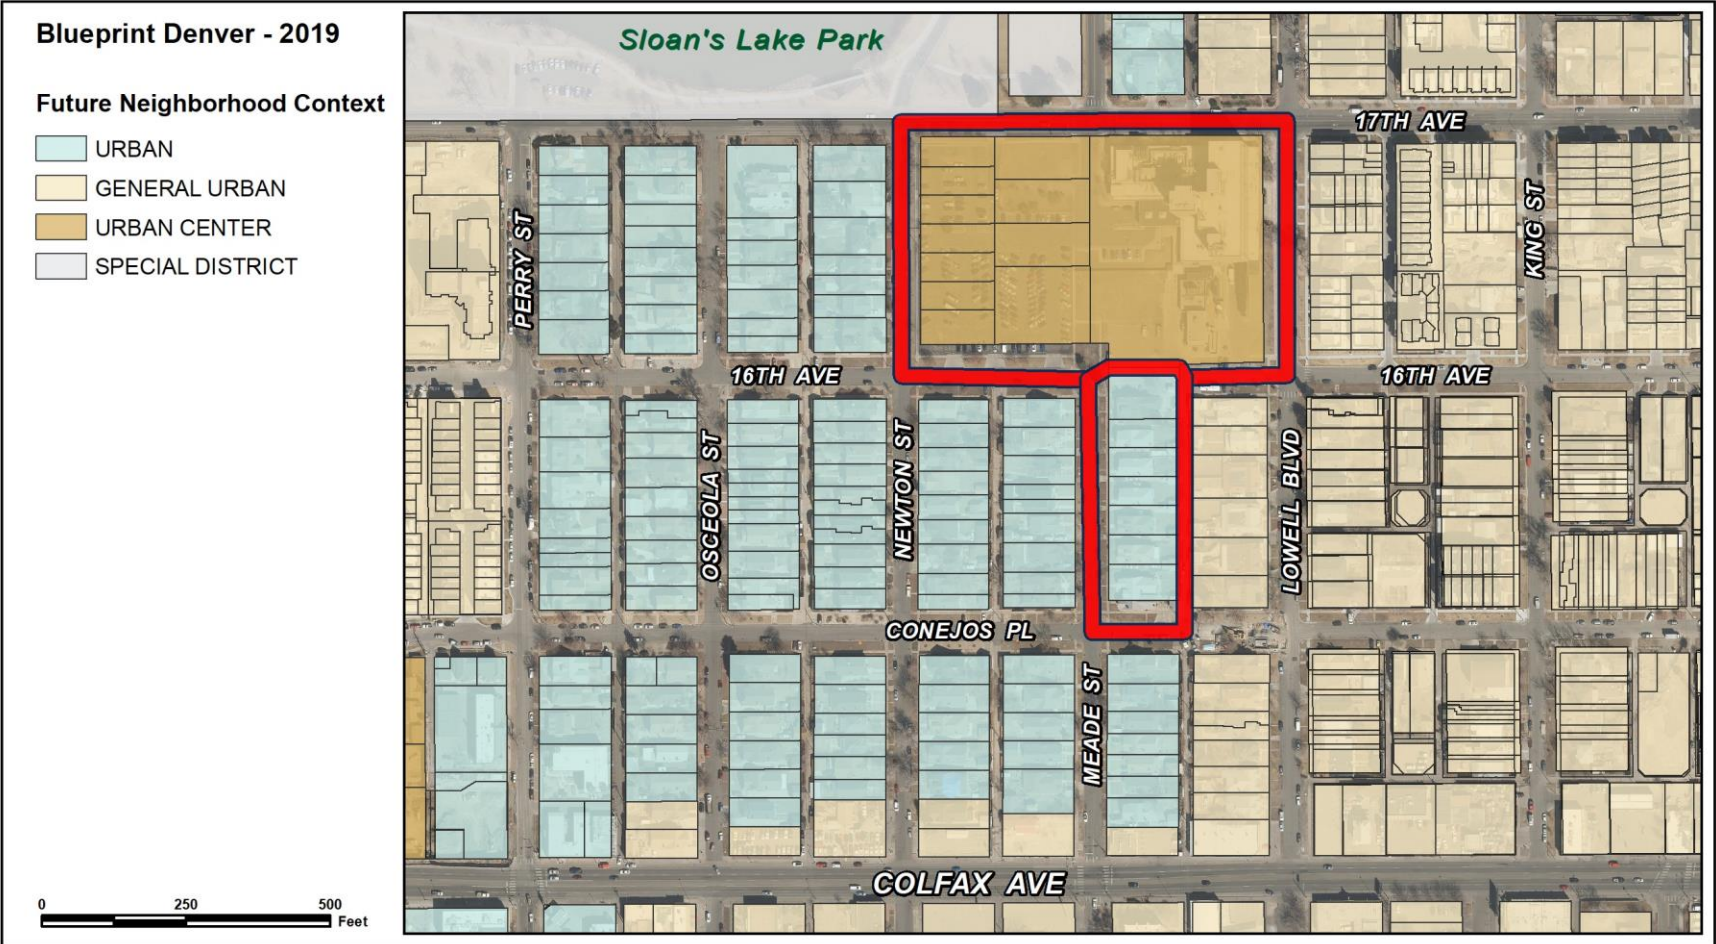 Blueprint Denver - 2019
Future Neighborhood Context
URBAN
GENERAL URBAN
URBAN CENTER
SPECIAL DISTRICT
0 250 500
Feet
Sloan's Lake Park
17TH AVE
PERRY ST
KING ST
16TH AVE
16TH AVE
OSCEOLA ST
NEWTON ST
LOWELL BLVD
CONEJOS PL
MEADE ST
COLFAX AVE